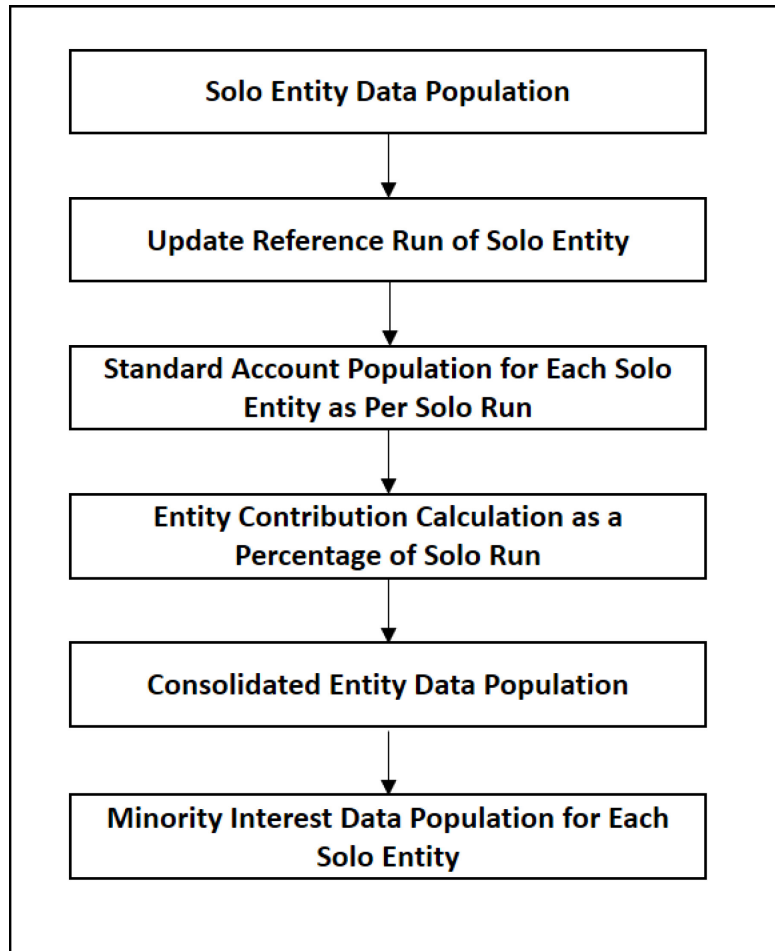 Solo Entity Data Population
Update Reference Run of Solo Entity
Standard Account Population for Each Solo
Entity as Per Solo Run
Entity Contribution Calculation as a
Percentage of Solo Run
Consolidated Entity Data Population
Minority Interest Data Population for Each
Solo Entity